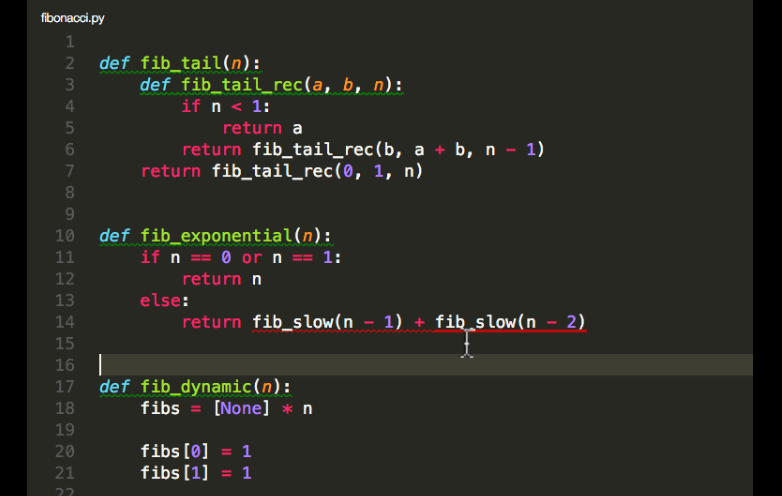 fibonacci.py
1
2 def fib_tail(n):
3 def fib_tail_rec(a, b, n):
4 if n < 1:
5 return a
6 return fib_tail_rec(b, a + b, n - 1)
7 return fib_tail_rec(0, 1, n)
8
9
10 def fib_exponential(n):
11 if n == 0 or n == 1:
12 return n
13 else:
14 return fib_slow(n - 1) + fib_slow(n - 2)
15
16
17 def fib_dynamic(n):
18 fibs = [None] * n
19
20 fibs[0] = 1
21 fibs[1] = 1
22